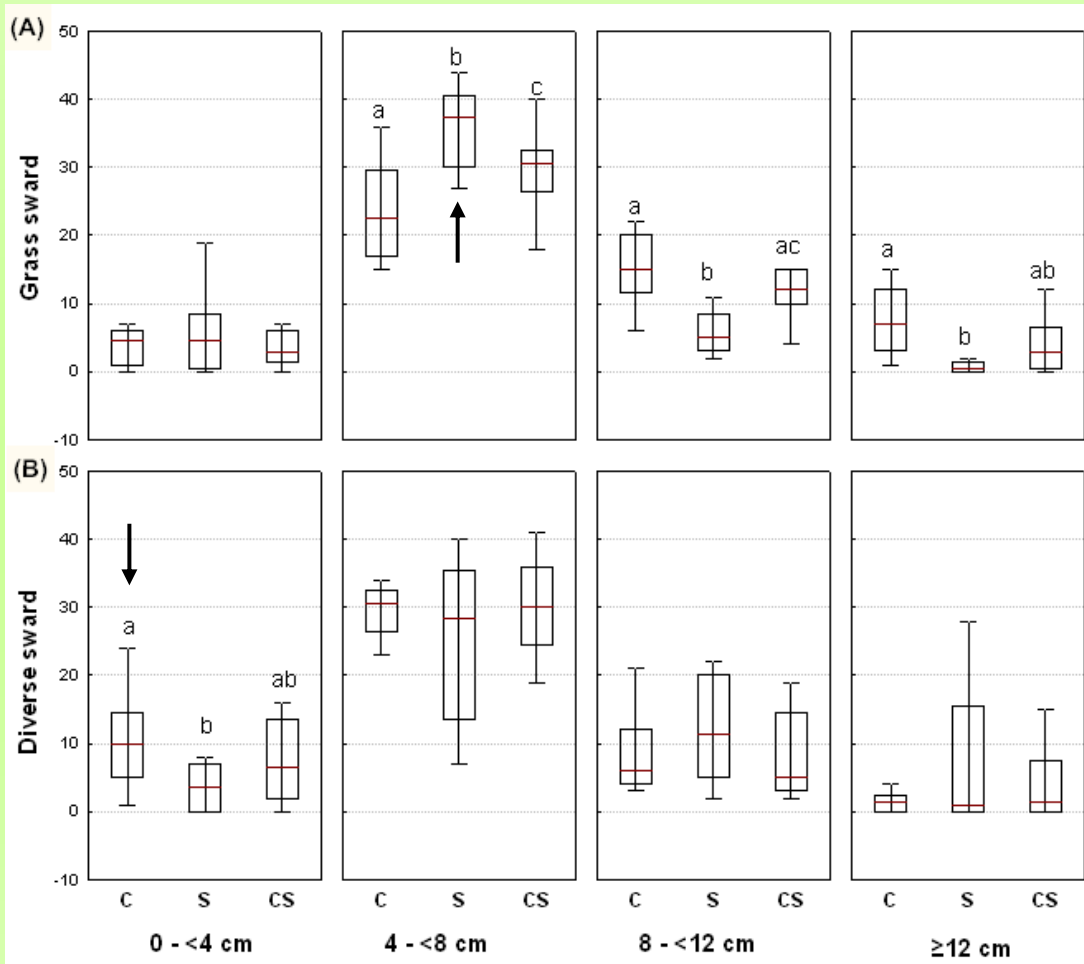 (A)
Grass sward
50
40
30
20
10
0
-10
a b c
a b ac
a b ab
(B)
Diverse sward
50
40
30
20
10
0
-10
a b ab
C S CS C S CS C S CS C S CS
0 - <4 cm 4 - <8 cm 8 - <12 cm ≥12 cm